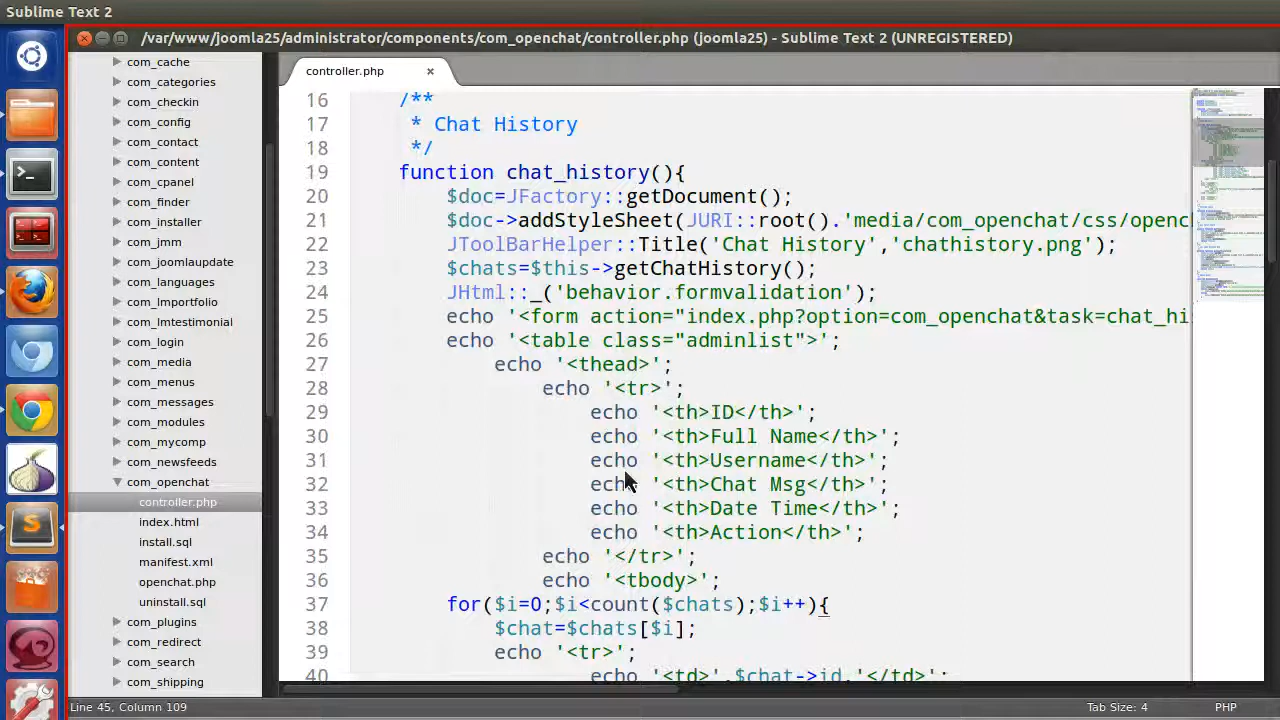 Sublime Text 2
/var/www/joomla25/administrator/components/com_openchat/controller.php (joomla25) - Sublime Text 2 (UNREGISTERED)
com_cache
com_categories
com_checkin
com_config
com_contact
com_content
com_cpanel
com_finder
com_installer
com_jmm
com_joomlaupdate
com_languages
com_lmportfolio
com_lmtestimonial
com_login
com_media
com_menus
com_messages
com_modules
com_mycomp
com_newsfeeds
com_openchat
controller.php
index.html
install.sql
manifest.xml
openchat.php
uninstall.sql
com_plugins
com_redirect
com_search
com_shipping
controller.php ×
16 /**
17 * Chat History
18 */
19 function chat_history(){
20 $doc=JFactory::getDocument();
21 $doc->addStyleSheet(JURI::root().'media/com_openchat/css/openc
22 JToolBarHelper::Title('Chat History','chathistory.png');
23 $chats=$this->getChatHistory();
24 JHtml::_('behavior.formvalidation');
25 echo '<form action="index.php?option=com_openchat&task=chat_hi
26 echo '<table class="adminlist">';
27 echo '<thead>';
28 echo '<tr>';
29 echo '<th>ID</th>';
30 echo '<th>Full Name</th>';
31 echo '<th>Username</th>';
32 echo '<th>Chat Msg</th>';
33 echo '<th>Date Time</th>';
34 echo '<th>Action</th>';
35 echo '</tr>';
36 echo '<tbody>';
37 for($i=0;$i<count($chats);$i++){
38 $chat=$chats[$i];
39 echo '<tr>';
40 echo '<td>'.$chat->id.'</td>';
Line 45, Column 109
Tab Size: 4
PHP